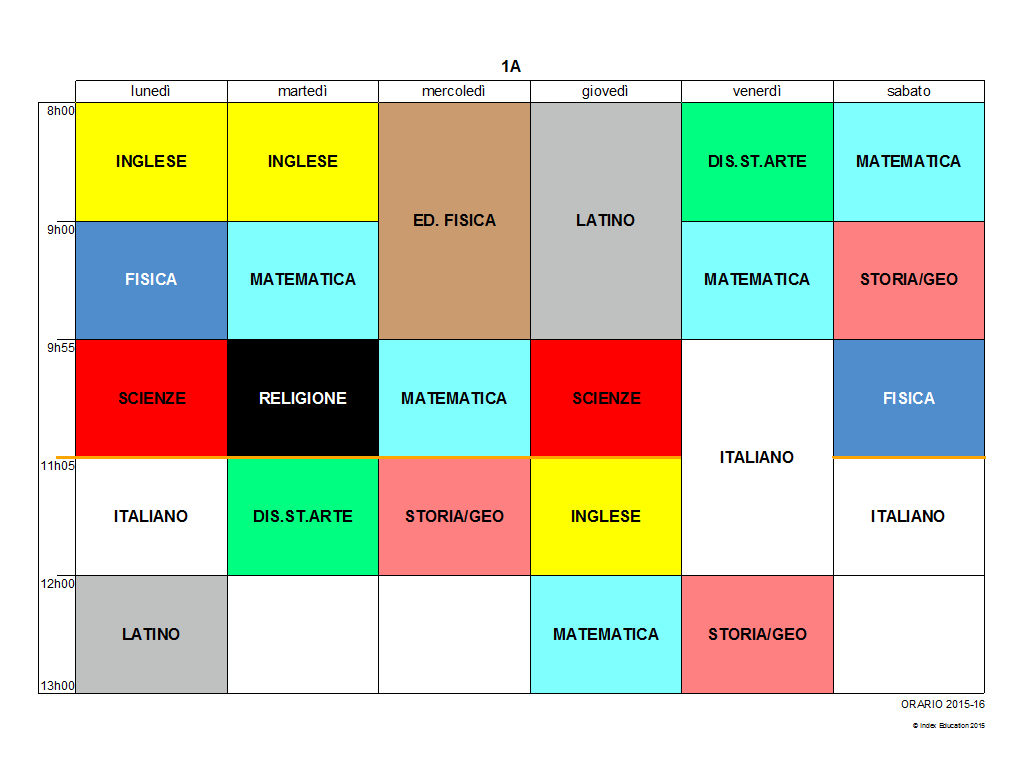 1A
lunedì martedì mercoledì giovedì venerdì sabato
8h00
INGLESE INGLESE DIS.ST.ARTE MATEMATICA
ED. FISICA LATINO
9h00
FISICA MATEMATICA MATEMATICA STORIA/GEO
9h55
SCIENZE RELIGIONE MATEMATICA SCIENZE FISICA
ITALIANO
11h05
ITALIANO DIS.ST.ARTE STORIA/GEO INGLESE ITALIANO
12h00
LATINO MATEMATICA STORIA/GEO
13h00
ORARIO 2015-16
© Index Education 2015